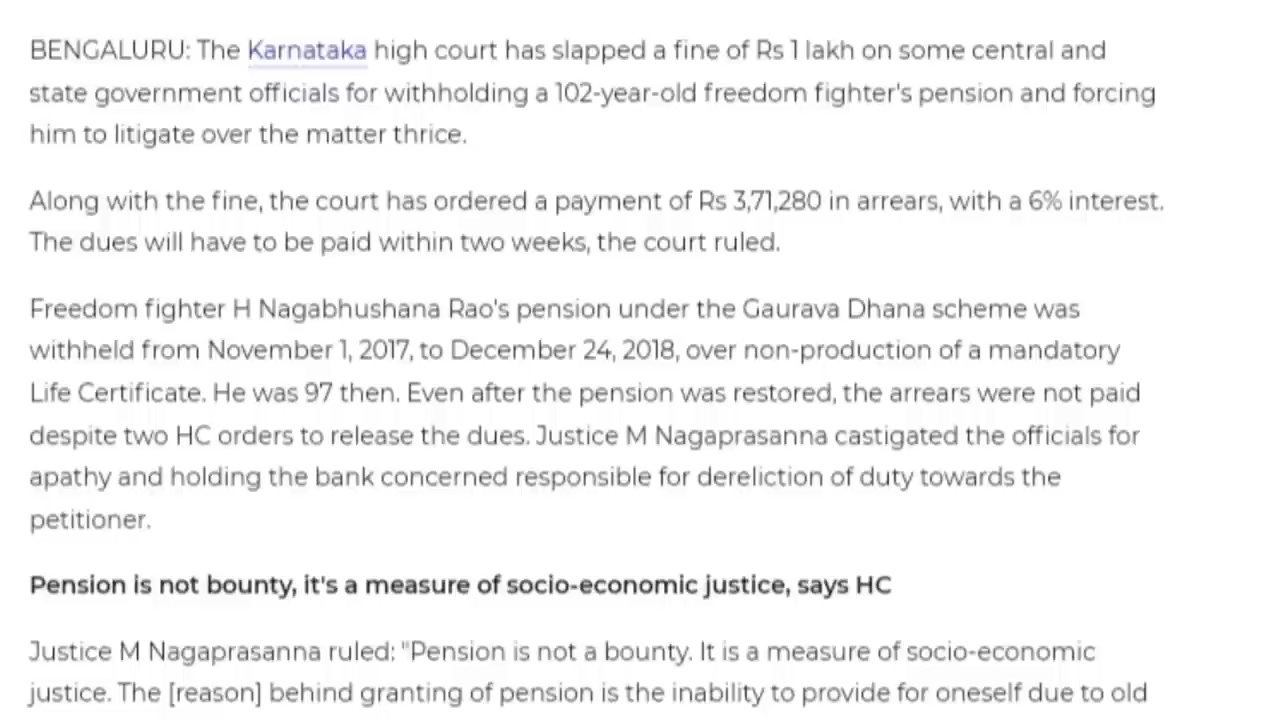 BENGALURU: The Karnataka high court has slapped a fine of Rs 1 lakh on some central and
state government officials for withholding a 102-year-old freedom fighter's pension and forcing
him to litigate over the matter thrice.
Along with the fine, the court has ordered a payment of Rs 3,71,280 in arrears, with a 6% interest.
The dues will have to be paid within two weeks, the court ruled.
Freedom fighter H Nagabhushana Rao's pension under the Gaurava Dhana scheme was
withheld from November 1, 2017, to December 24, 2018, over non-production of a mandatory
Life Certificate. He was 97 then. Even after the pension was restored, the arrears were not paid
despite two HC orders to release the dues. Justice M Nagaprasanna castigated the officials for
apathy and holding the bank concerned responsible for dereliction of duty towards the
petitioner.
Pension is not bounty, it's a measure of socio-economic justice, says HC
Justice M Nagaprasanna ruled: "Pension is not a bounty. It is a measure of socio-economic
justice. The [reason] behind granting of pension is the inability to provide for oneself due to old